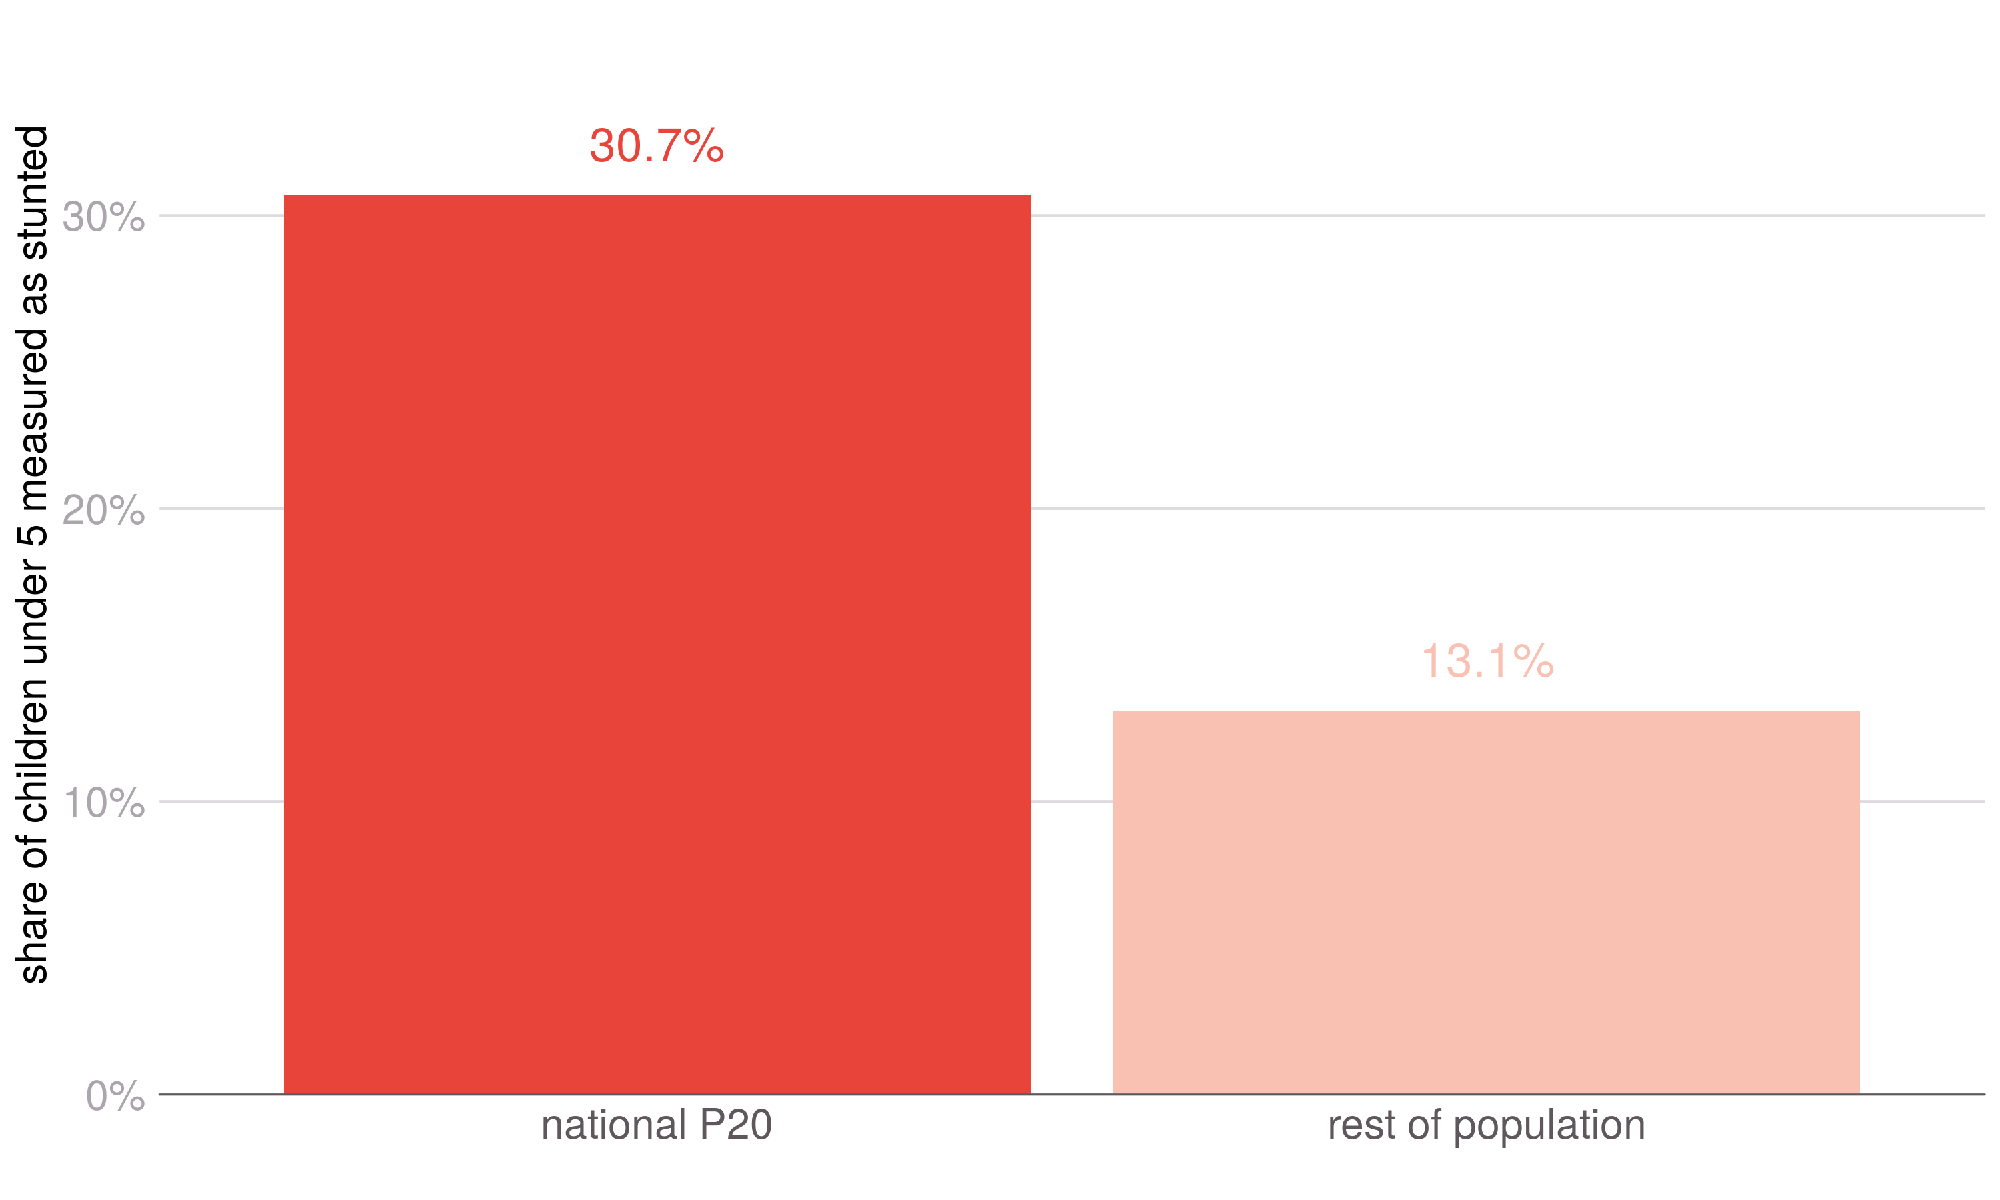 share of children under 5 measured as stunted
30%
20%
10%
0%
30.7%
13.1%
national P20
rest of population